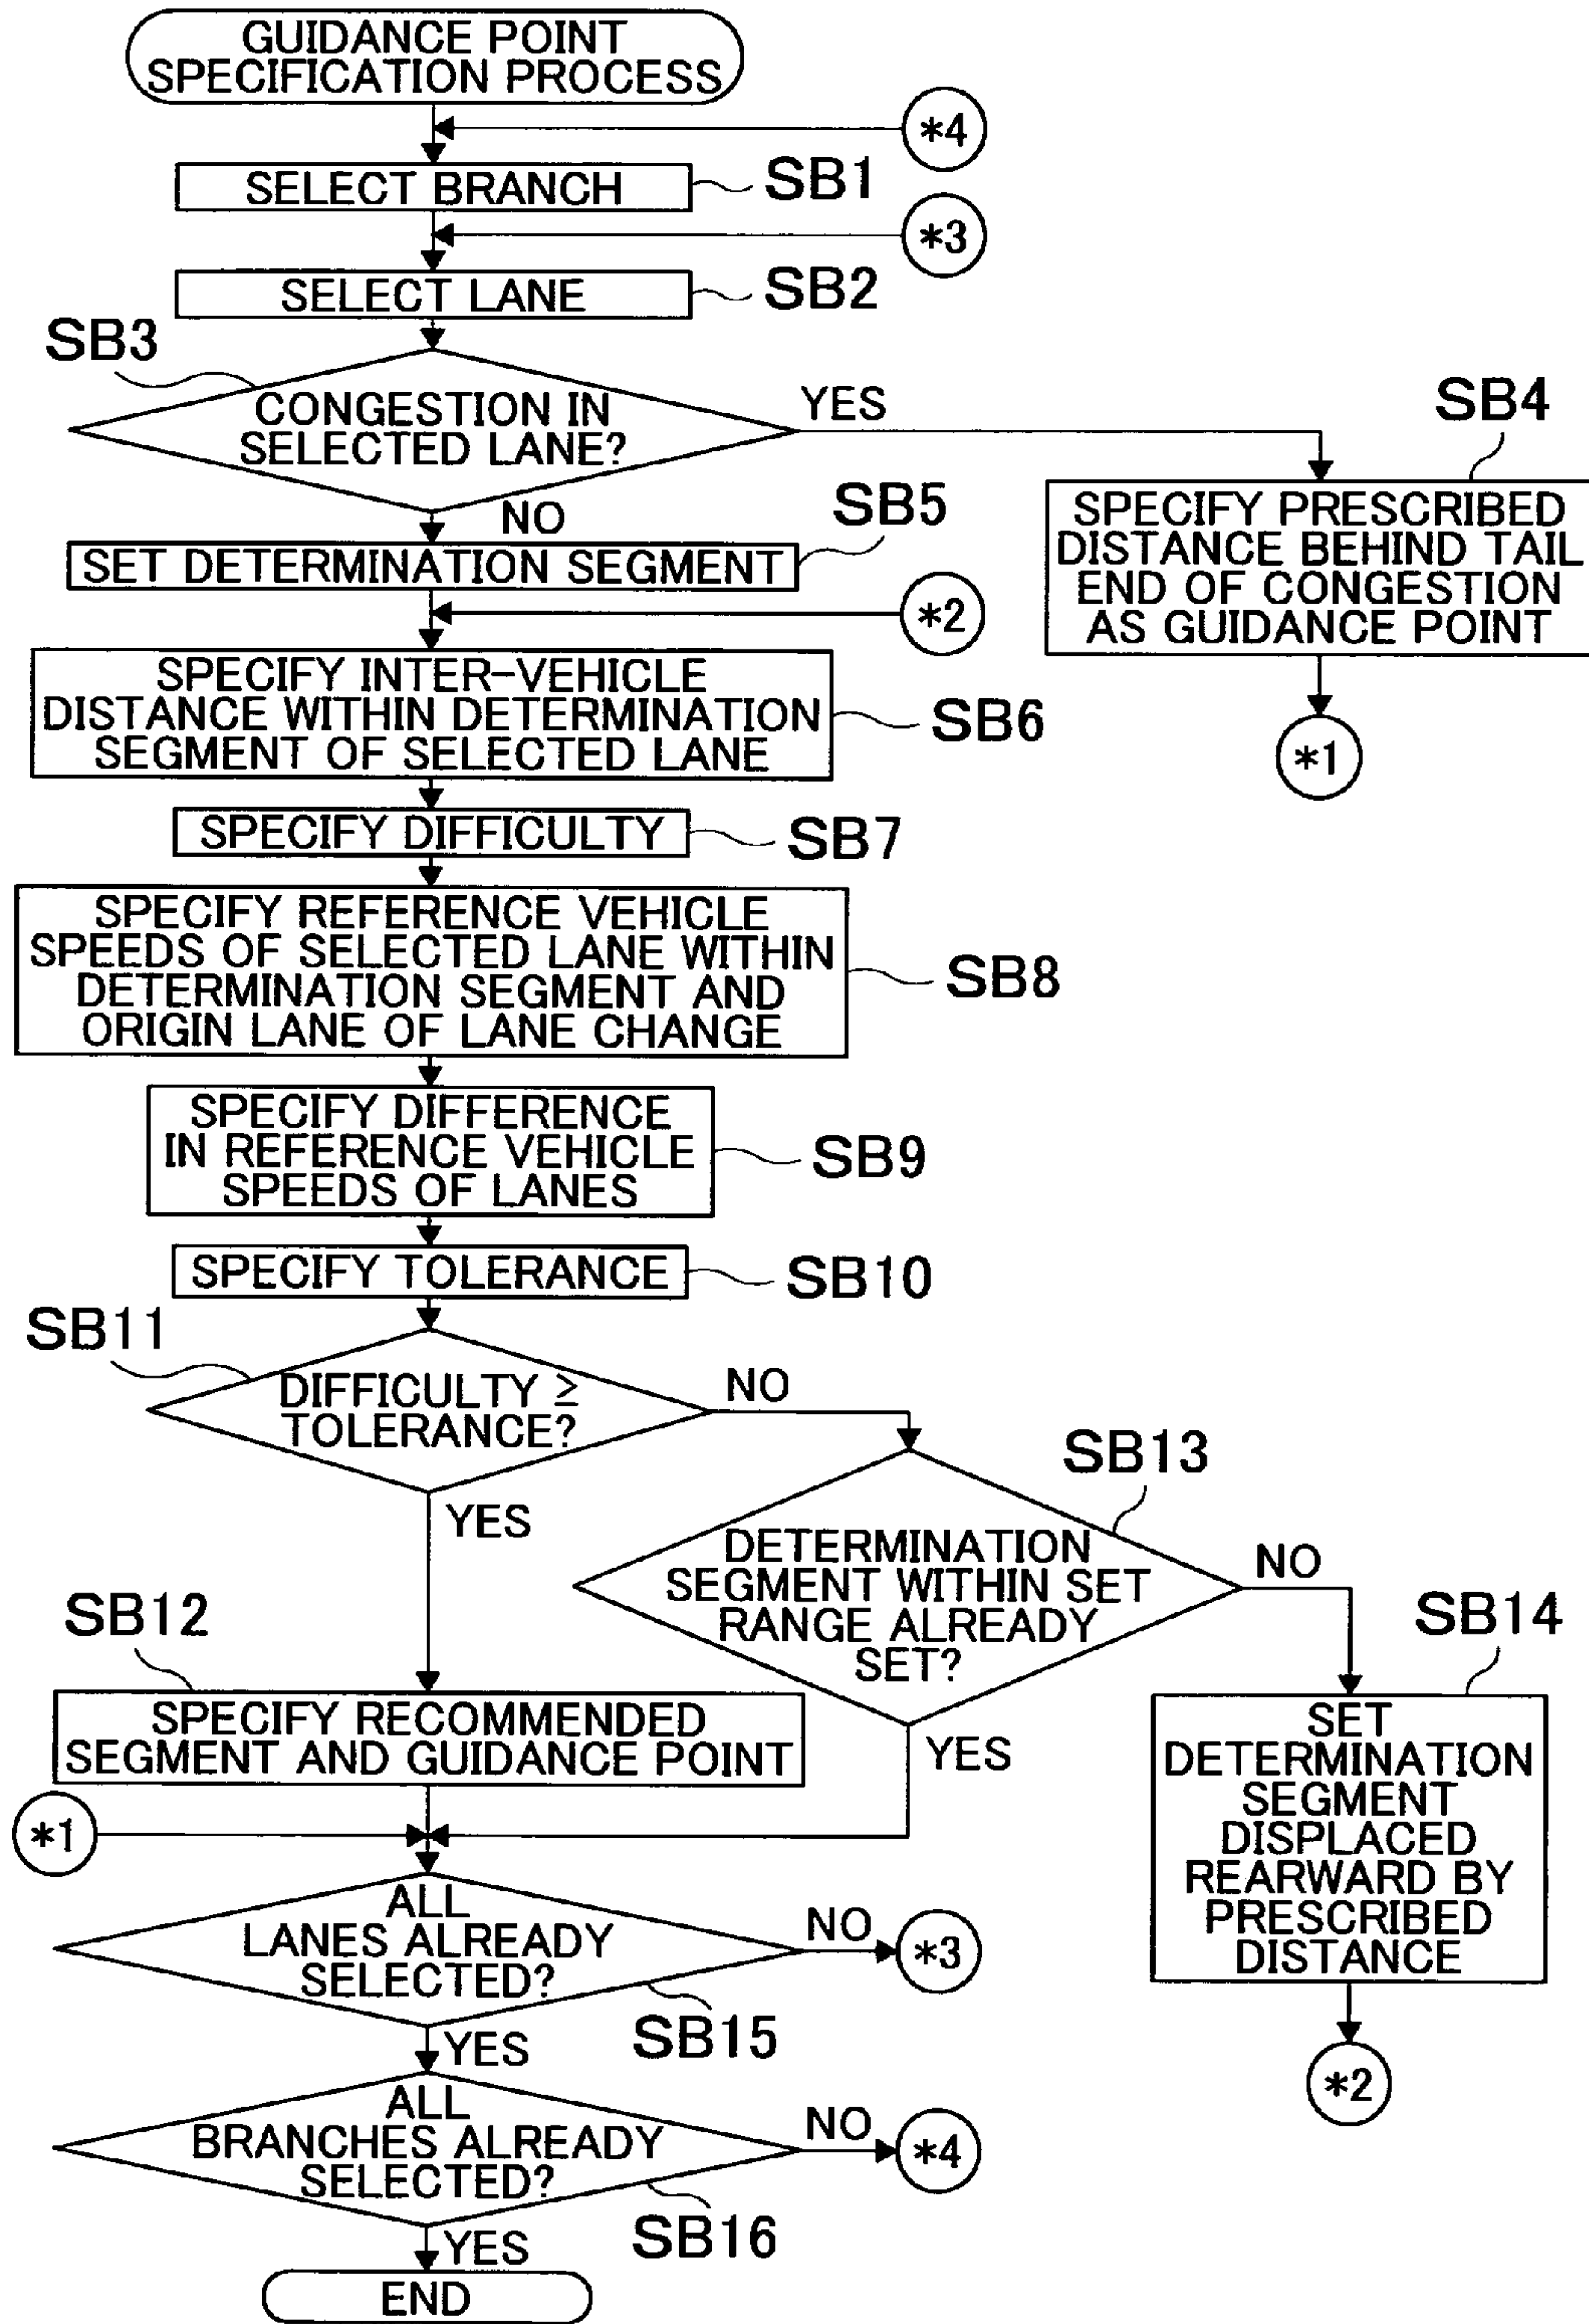 GUIDANCE POINT
SPECIFICATION PROCESS
*4
SELECT BRANCH
SB1
*3
SELECT LANE
SB2
SB3
CONGESTION IN
SELECTED LANE?
YES
SB4
SPECIFY PRESCRIBED
DISTANCE BEHIND TAIL
END OF CONGESTION
AS GUIDANCE POINT
*1
NO
SB5
SET DETERMINATION SEGMENT
*2
SPECIFY INTER-VEHICLE
DISTANCE WITHIN DETERMINATION
SEGMENT OF SELECTED LANE
SB6
SPECIFY DIFFICULTY
SB7
SPECIFY REFERENCE VEHICLE
SPEEDS OF SELECTED LANE WITHIN
DETERMINATION SEGMENT AND
ORIGIN LANE OF LANE CHANGE
SB8
SPECIFY DIFFERENCE
IN REFERENCE VEHICLE
SPEEDS OF LANES
SB9
SPECIFY TOLERANCE
SB10
SB11
DIFFICULTY ≥
TOLERANCE?
NO
YES
SB13
DETERMINATION
SEGMENT WITHIN SET
RANGE ALREADY
SET?
NO
YES
SB14
SET
DETERMINATION
SEGMENT
DISPLACED
REARWARD BY
PRESCRIBED
DISTANCE
*2
SB12
SPECIFY RECOMMENDED
SEGMENT AND GUIDANCE POINT
*1
ALL
LANES ALREADY
SELECTED?
NO
*3
SB15
YES
ALL
BRANCHES ALREADY
SELECTED?
NO
*4
SB16
YES
END